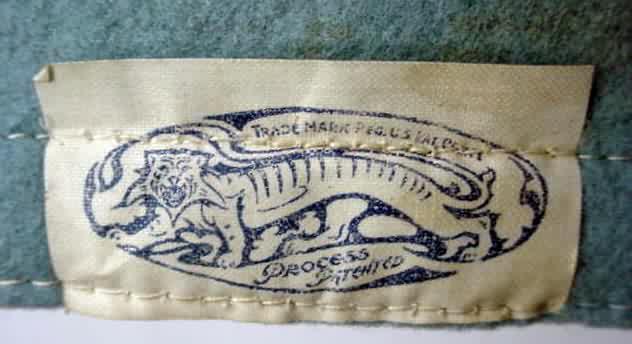 TRADE MARK REG. U.S. PAT. OFF.
PROCESS
PATENTED